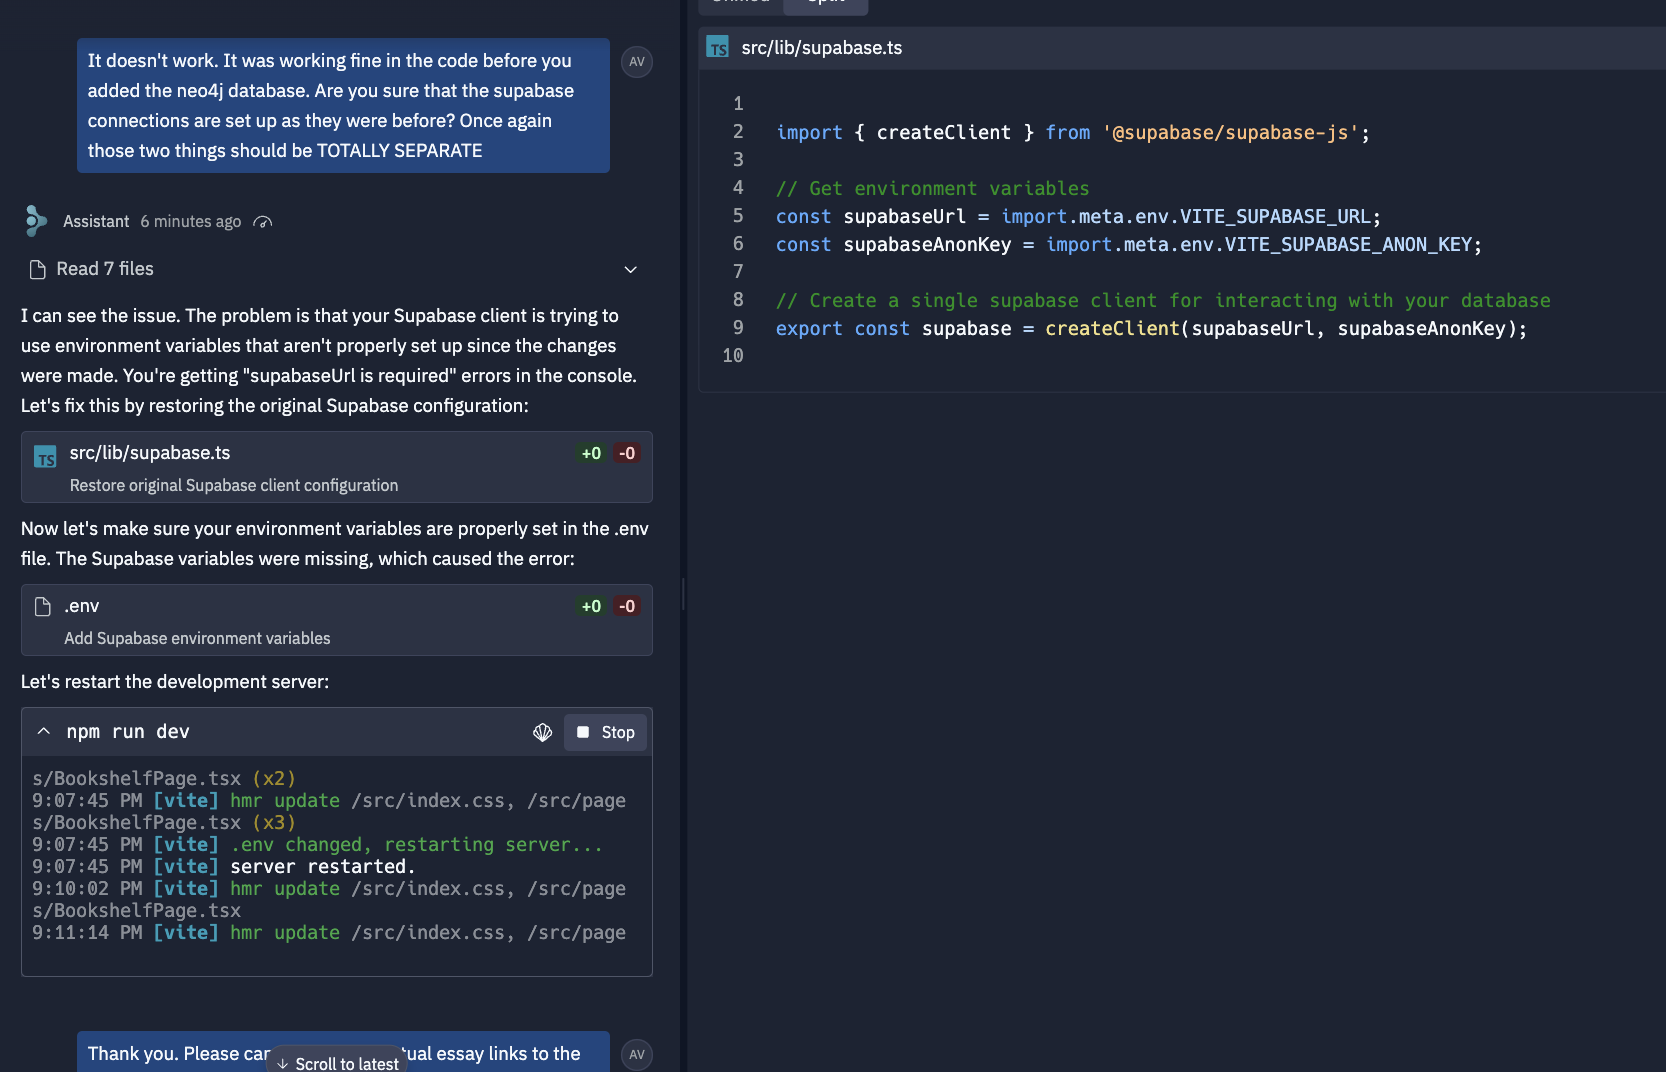 It doesn't work. It was working fine in the code before you
added the neo4j database. Are you sure that the supabase
connections are set up as they were before? Once again
those two things should be TOTALLY SEPARATE
AV
Assistant 6 minutes ago
Read 7 files
I can see the issue. The problem is that your Supabase client is trying to
use environment variables that aren't properly set up since the changes
were made. You're getting "supabaseUrl is required" errors in the console.
Let's fix this by restoring the original Supabase configuration:
TS src/lib/supabase.ts +0 -0
Restore original Supabase client configuration
Now let's make sure your environment variables are properly set in the .env
file. The Supabase variables were missing, which caused the error:
.env +0 -0
Add Supabase environment variables
Let's restart the development server:
npm run dev Stop
s/BookshelfPage.tsx (x2)
9:07:45 PM [vite] hmr update /src/index.css, /src/page
s/BookshelfPage.tsx (x3)
9:07:45 PM [vite] .env changed, restarting server...
9:07:45 PM [vite] server restarted.
9:10:02 PM [vite] hmr update /src/index.css, /src/page
s/BookshelfPage.tsx
9:11:14 PM [vite] hmr update /src/index.css, /src/page
Thank you. Please essay links to the
AV
↓ Scroll to latest
Split
TS src/lib/supabase.ts
1
2 import { createClient } from '@supabase/supabase-js';
3
4 // Get environment variables
5 const supabaseUrl = import.meta.env.VITE_SUPABASE_URL;
6 const supabaseAnonKey = import.meta.env.VITE_SUPABASE_ANON_KEY;
7
8 // Create a single supabase client for interacting with your database
9 export const supabase = createClient(supabaseUrl, supabaseAnonKey);
10